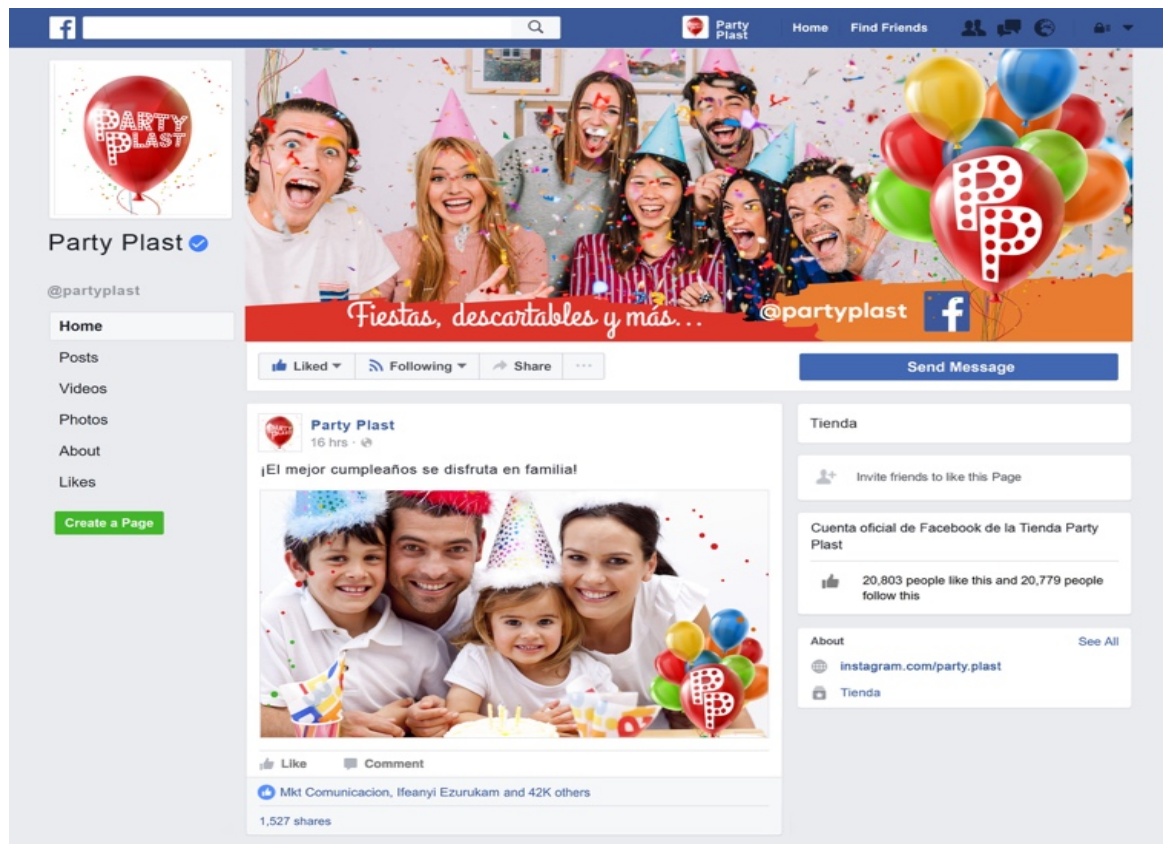 f
Party
Plast
Home
Find Friends
PARTY
PLAST
Party Plast
@partyplast
Home
Posts
Videos
Photos
About
Likes
Create a Page
PP
Fiestas, descartables y más...
@partyplast f
Liked
Following
Share
...
Send Message
PARTY
PLAST
Party Plast
16 hrs ·
¡El mejor cumpleaños se disfruta en familia!
PP
Like
Comment
Mkt Comunicacion, Ifeanyi Ezurukam and 42K others
1,527 shares
Tienda
Invite friends to like this Page
Cuenta oficial de Facebook de la Tienda Party
Plast
20,803 people like this and 20,779 people
follow this
About
See All
instagram.com/party.plast
Tienda